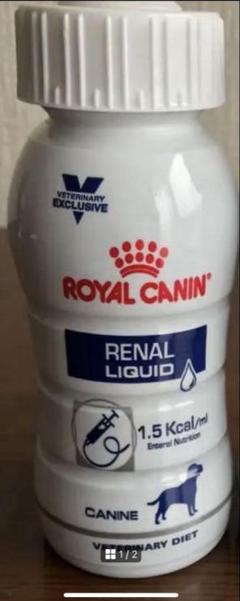 VETERINARY
EXCLUSIVE
ROYAL CANIN®
RENAL
LIQUID
1.5 Kcal/ml
Enteral Nutrition
CANINE
VETERINARY DIET
1 / 2